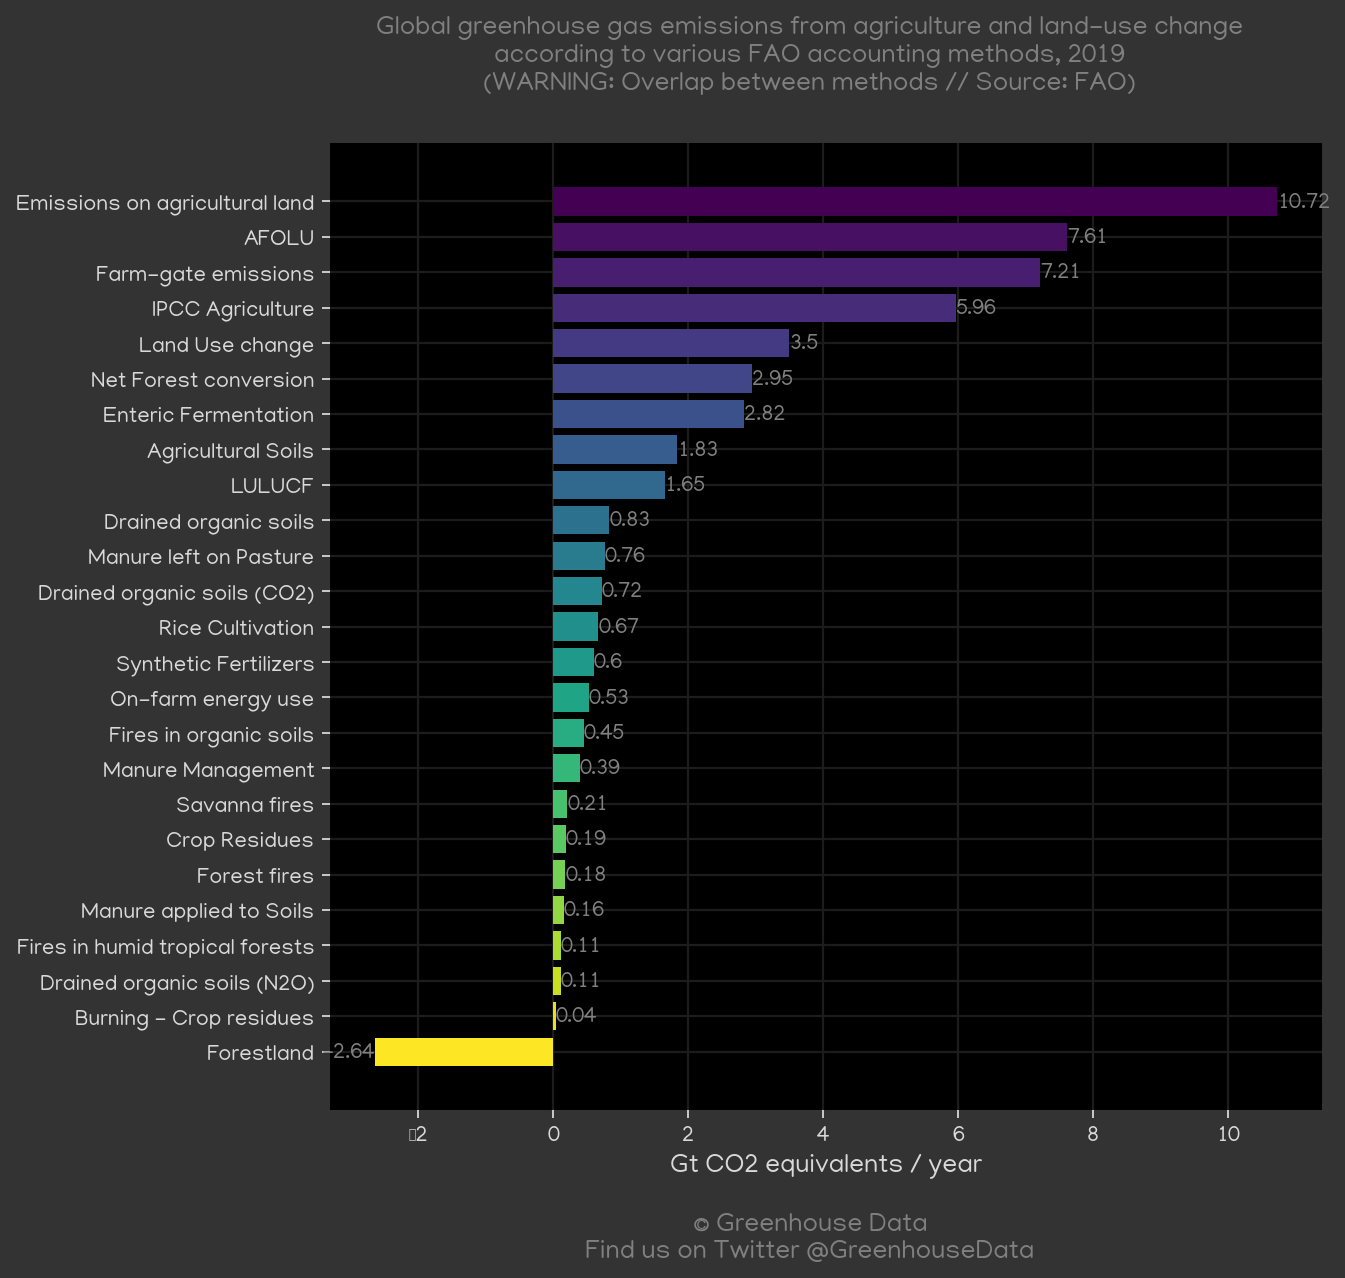 Global greenhouse gas emissions from agriculture and land-use change
according to various FAO accounting methods, 2019
(WARNING: Overlap between methods // Source: FAO)
Emissions on agricultural land 10.72
AFOLU 7.61
Farm-gate emissions 7.21
IPCC Agriculture 5.96
Land Use change 3.5
Net Forest conversion 2.95
Enteric Fermentation 2.82
Agricultural Soils 1.83
LULUCF 1.65
Drained organic soils 0.83
Manure left on Pasture 0.76
Drained organic soils (CO2) 0.72
Rice Cultivation 0.67
Synthetic Fertilizers 0.6
On-farm energy use 0.53
Fires in organic soils 0.45
Manure Management 0.39
Savanna fires 0.21
Crop Residues 0.19
Forest fires 0.18
Manure applied to Soils 0.16
Fires in humid tropical forests 0.11
Drained organic soils (N2O) 0.11
Burning - Crop residues 0.04
Forestland -2.64
▯2 0 2 4 6 8 10
Gt CO2 equivalents / year
© Greenhouse Data
Find us on Twitter @GreenhouseData